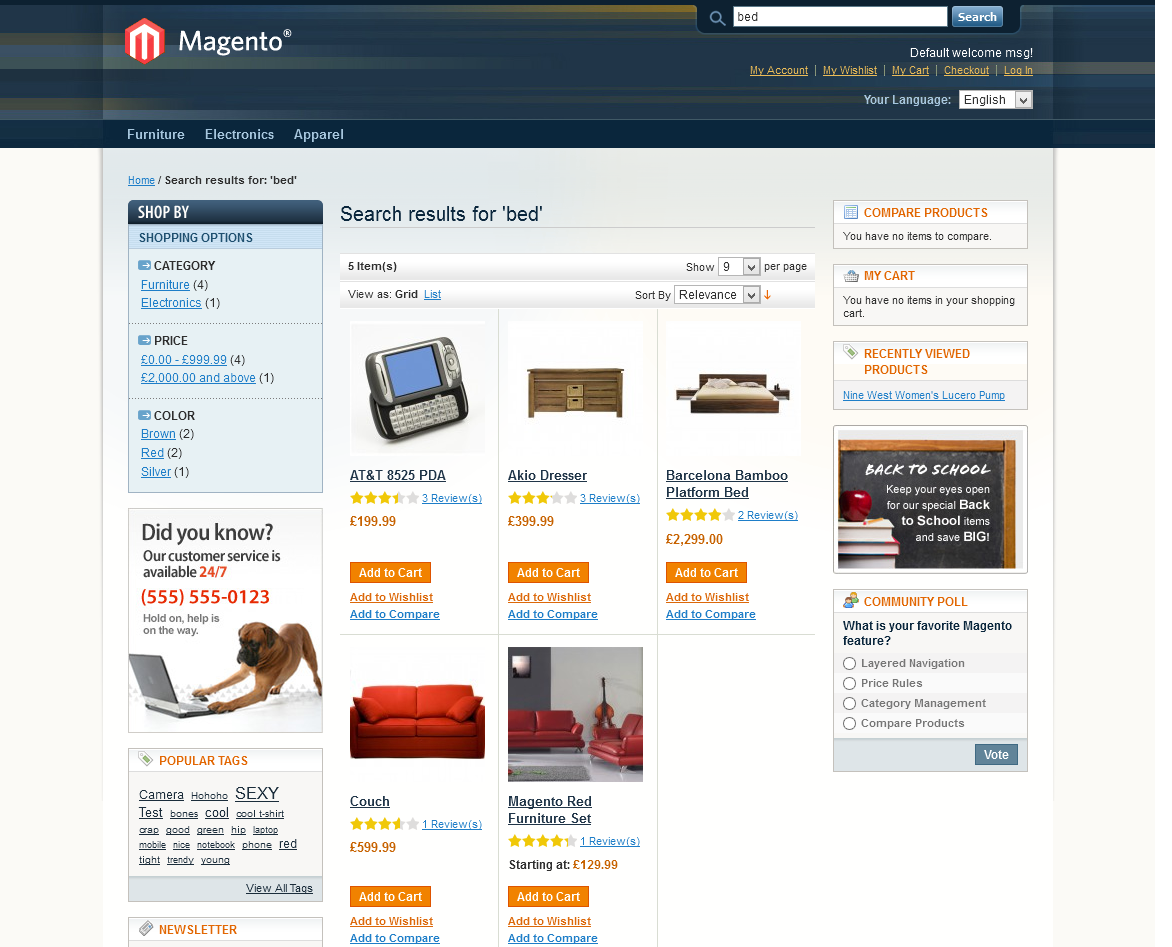 bed
Search
Magento®
Default welcome msg!
My Account | My Wishlist | My Cart | Checkout | Log In
Your Language: English
Furniture Electronics Apparel
Home / Search results for: 'bed'
SHOP BY
SHOPPING OPTIONS
CATEGORY
Furniture (4)
Electronics (1)
PRICE
£0.00 - £999.99 (4)
£2,000.00 and above (1)
COLOR
Brown (2)
Red (2)
Silver (1)
Did you know?
Our customer service is
available 24/7
(555) 555-0123
Hold on, help is
on the way.
POPULAR TAGS
Camera Hohoho SEXY
Test bones cool cool t-shirt
crap good green hip laptop
mobile nice notebook phone red
tight trendy young
View All Tags
NEWSLETTER
Search results for 'bed'
5 Item(s)
Show 9 per page
View as: Grid List
Sort By Relevance
AT&T 8525 PDA
3 Review(s)
£199.99
Add to Cart
Add to Wishlist
Add to Compare
Akio Dresser
3 Review(s)
£399.99
Add to Cart
Add to Wishlist
Add to Compare
Barcelona Bamboo
Platform Bed
2 Review(s)
£2,299.00
Add to Cart
Add to Wishlist
Add to Compare
Couch
1 Review(s)
£599.99
Add to Cart
Add to Wishlist
Add to Compare
Magento Red
Furniture Set
1 Review(s)
Starting at: £129.99
Add to Cart
Add to Wishlist
Add to Compare
COMPARE PRODUCTS
You have no items to compare.
MY CART
You have no items in your shopping
cart.
RECENTLY VIEWED
PRODUCTS
Nine West Women's Lucero Pump
BACK TO SCHOOL
Keep your eyes open
for our special Back
to School items
and save BIG!
COMMUNITY POLL
What is your favorite Magento
feature?
Layered Navigation
Price Rules
Category Management
Compare Products
Vote